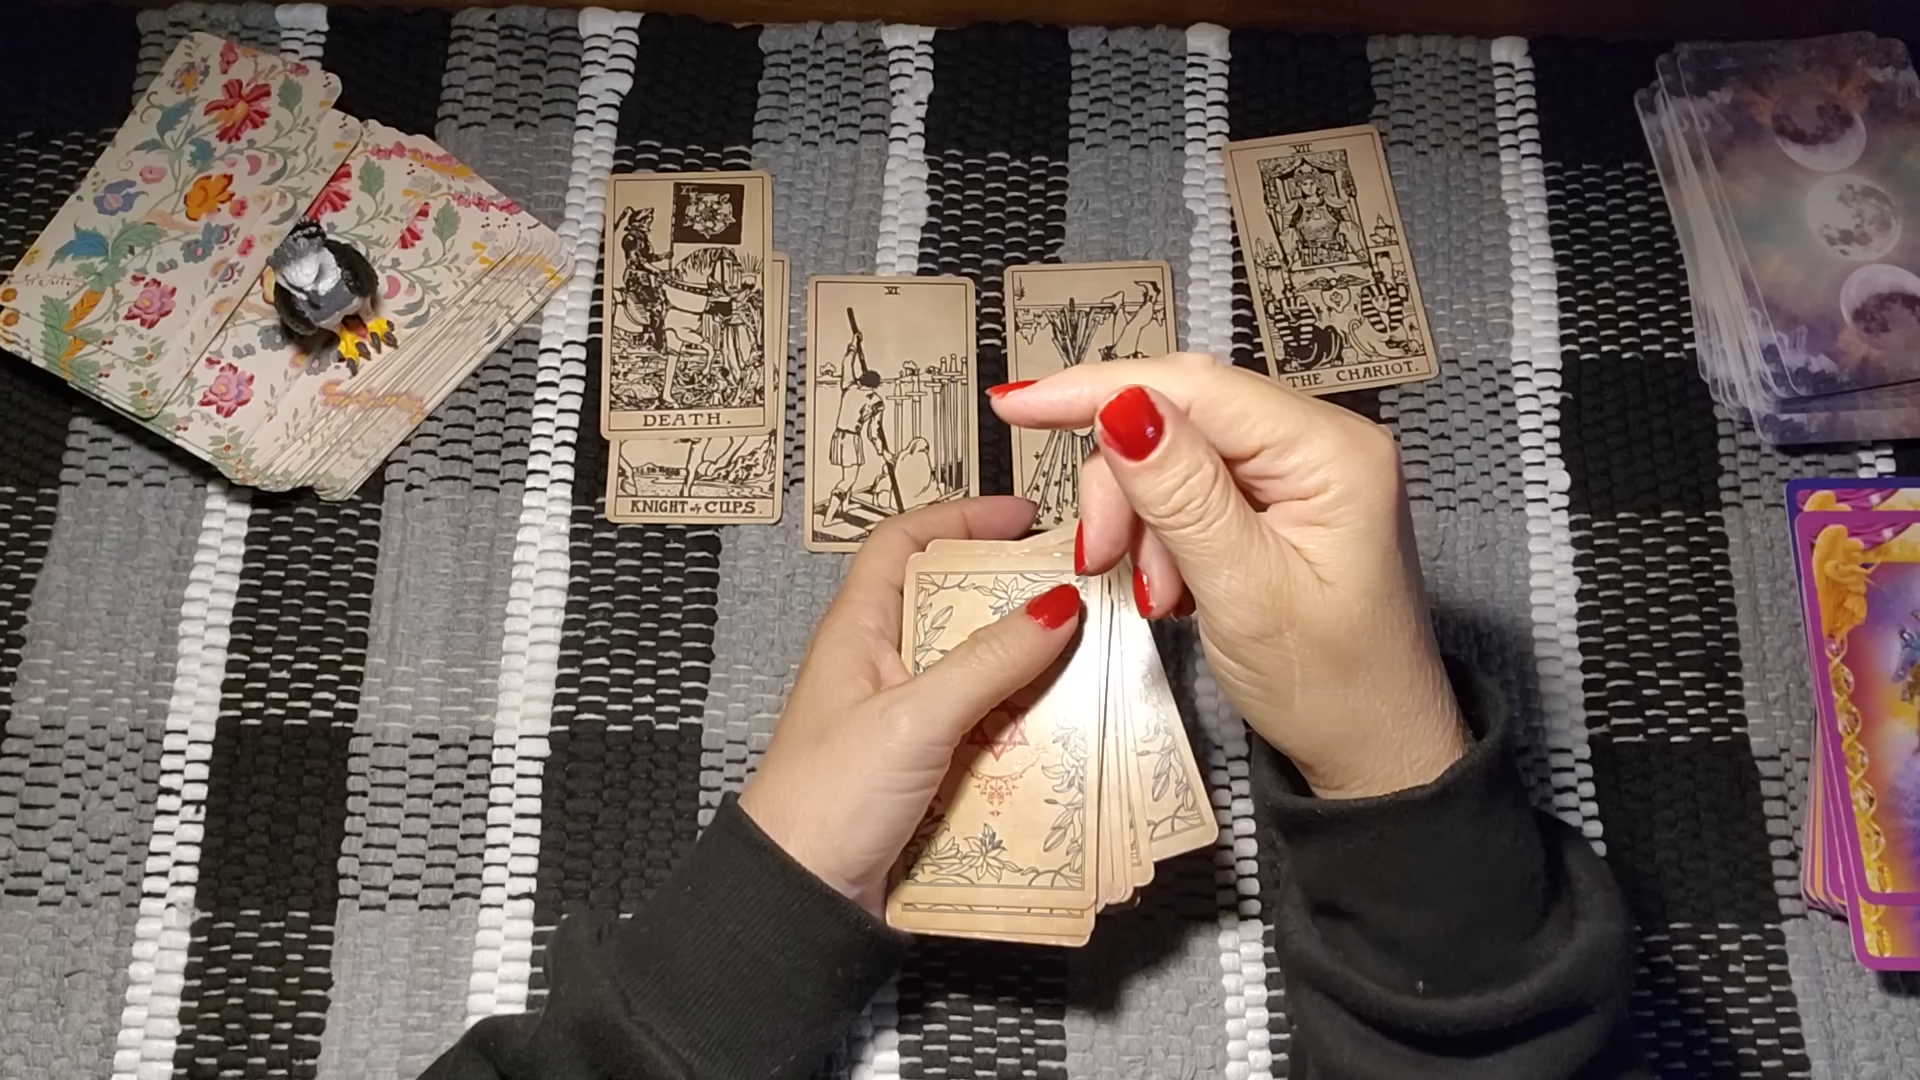 DEATH.
KNIGHT of CUPS.
VI
VII
THE CHARIOT.